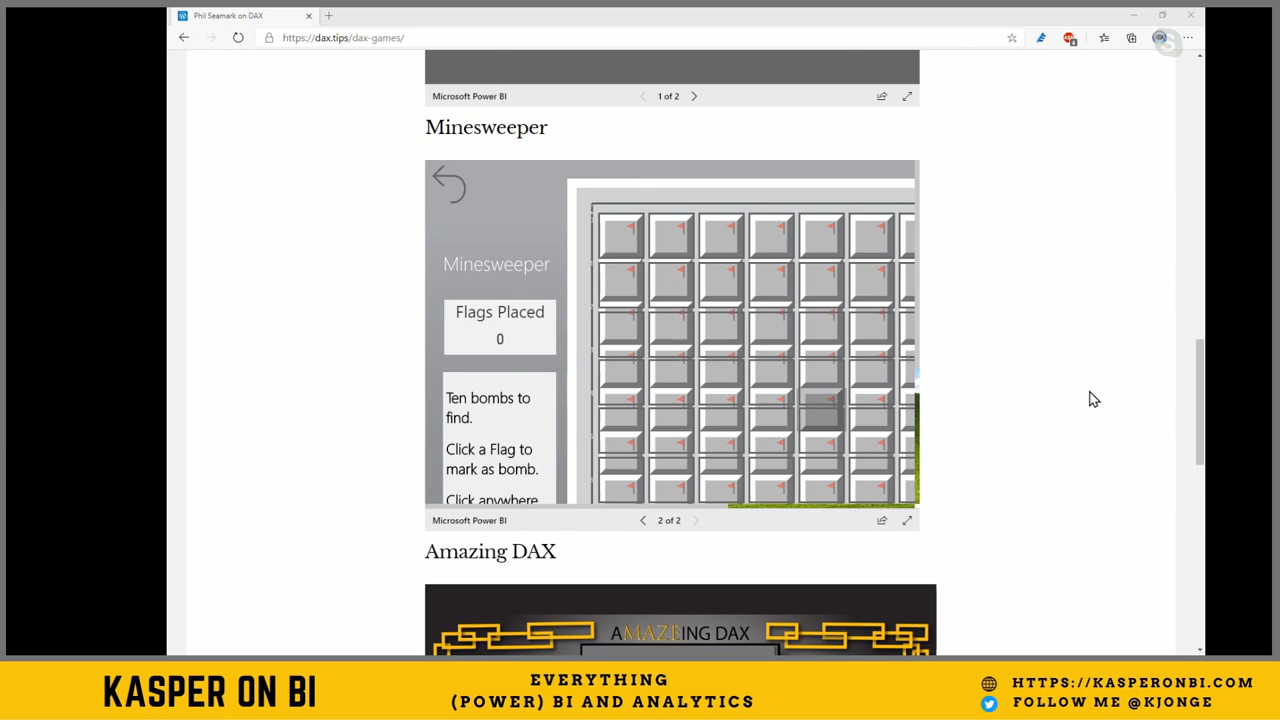 Phil Seamark on DAX
https://dax.tips/dax-games/
Microsoft Power BI
1 of 2
Minesweeper
Minesweeper
Flags Placed
0
Ten bombs to
find.
Click a Flag to
mark as bomb.
Click anywhere
Microsoft Power BI
2 of 2
Amazing DAX
AMAZEING DAX
KASPER ON BI
EVERYTHING
(POWER) BI AND ANALYTICS
HTTPS://KASPERONBI.COM
FOLLOW ME @KJONGE